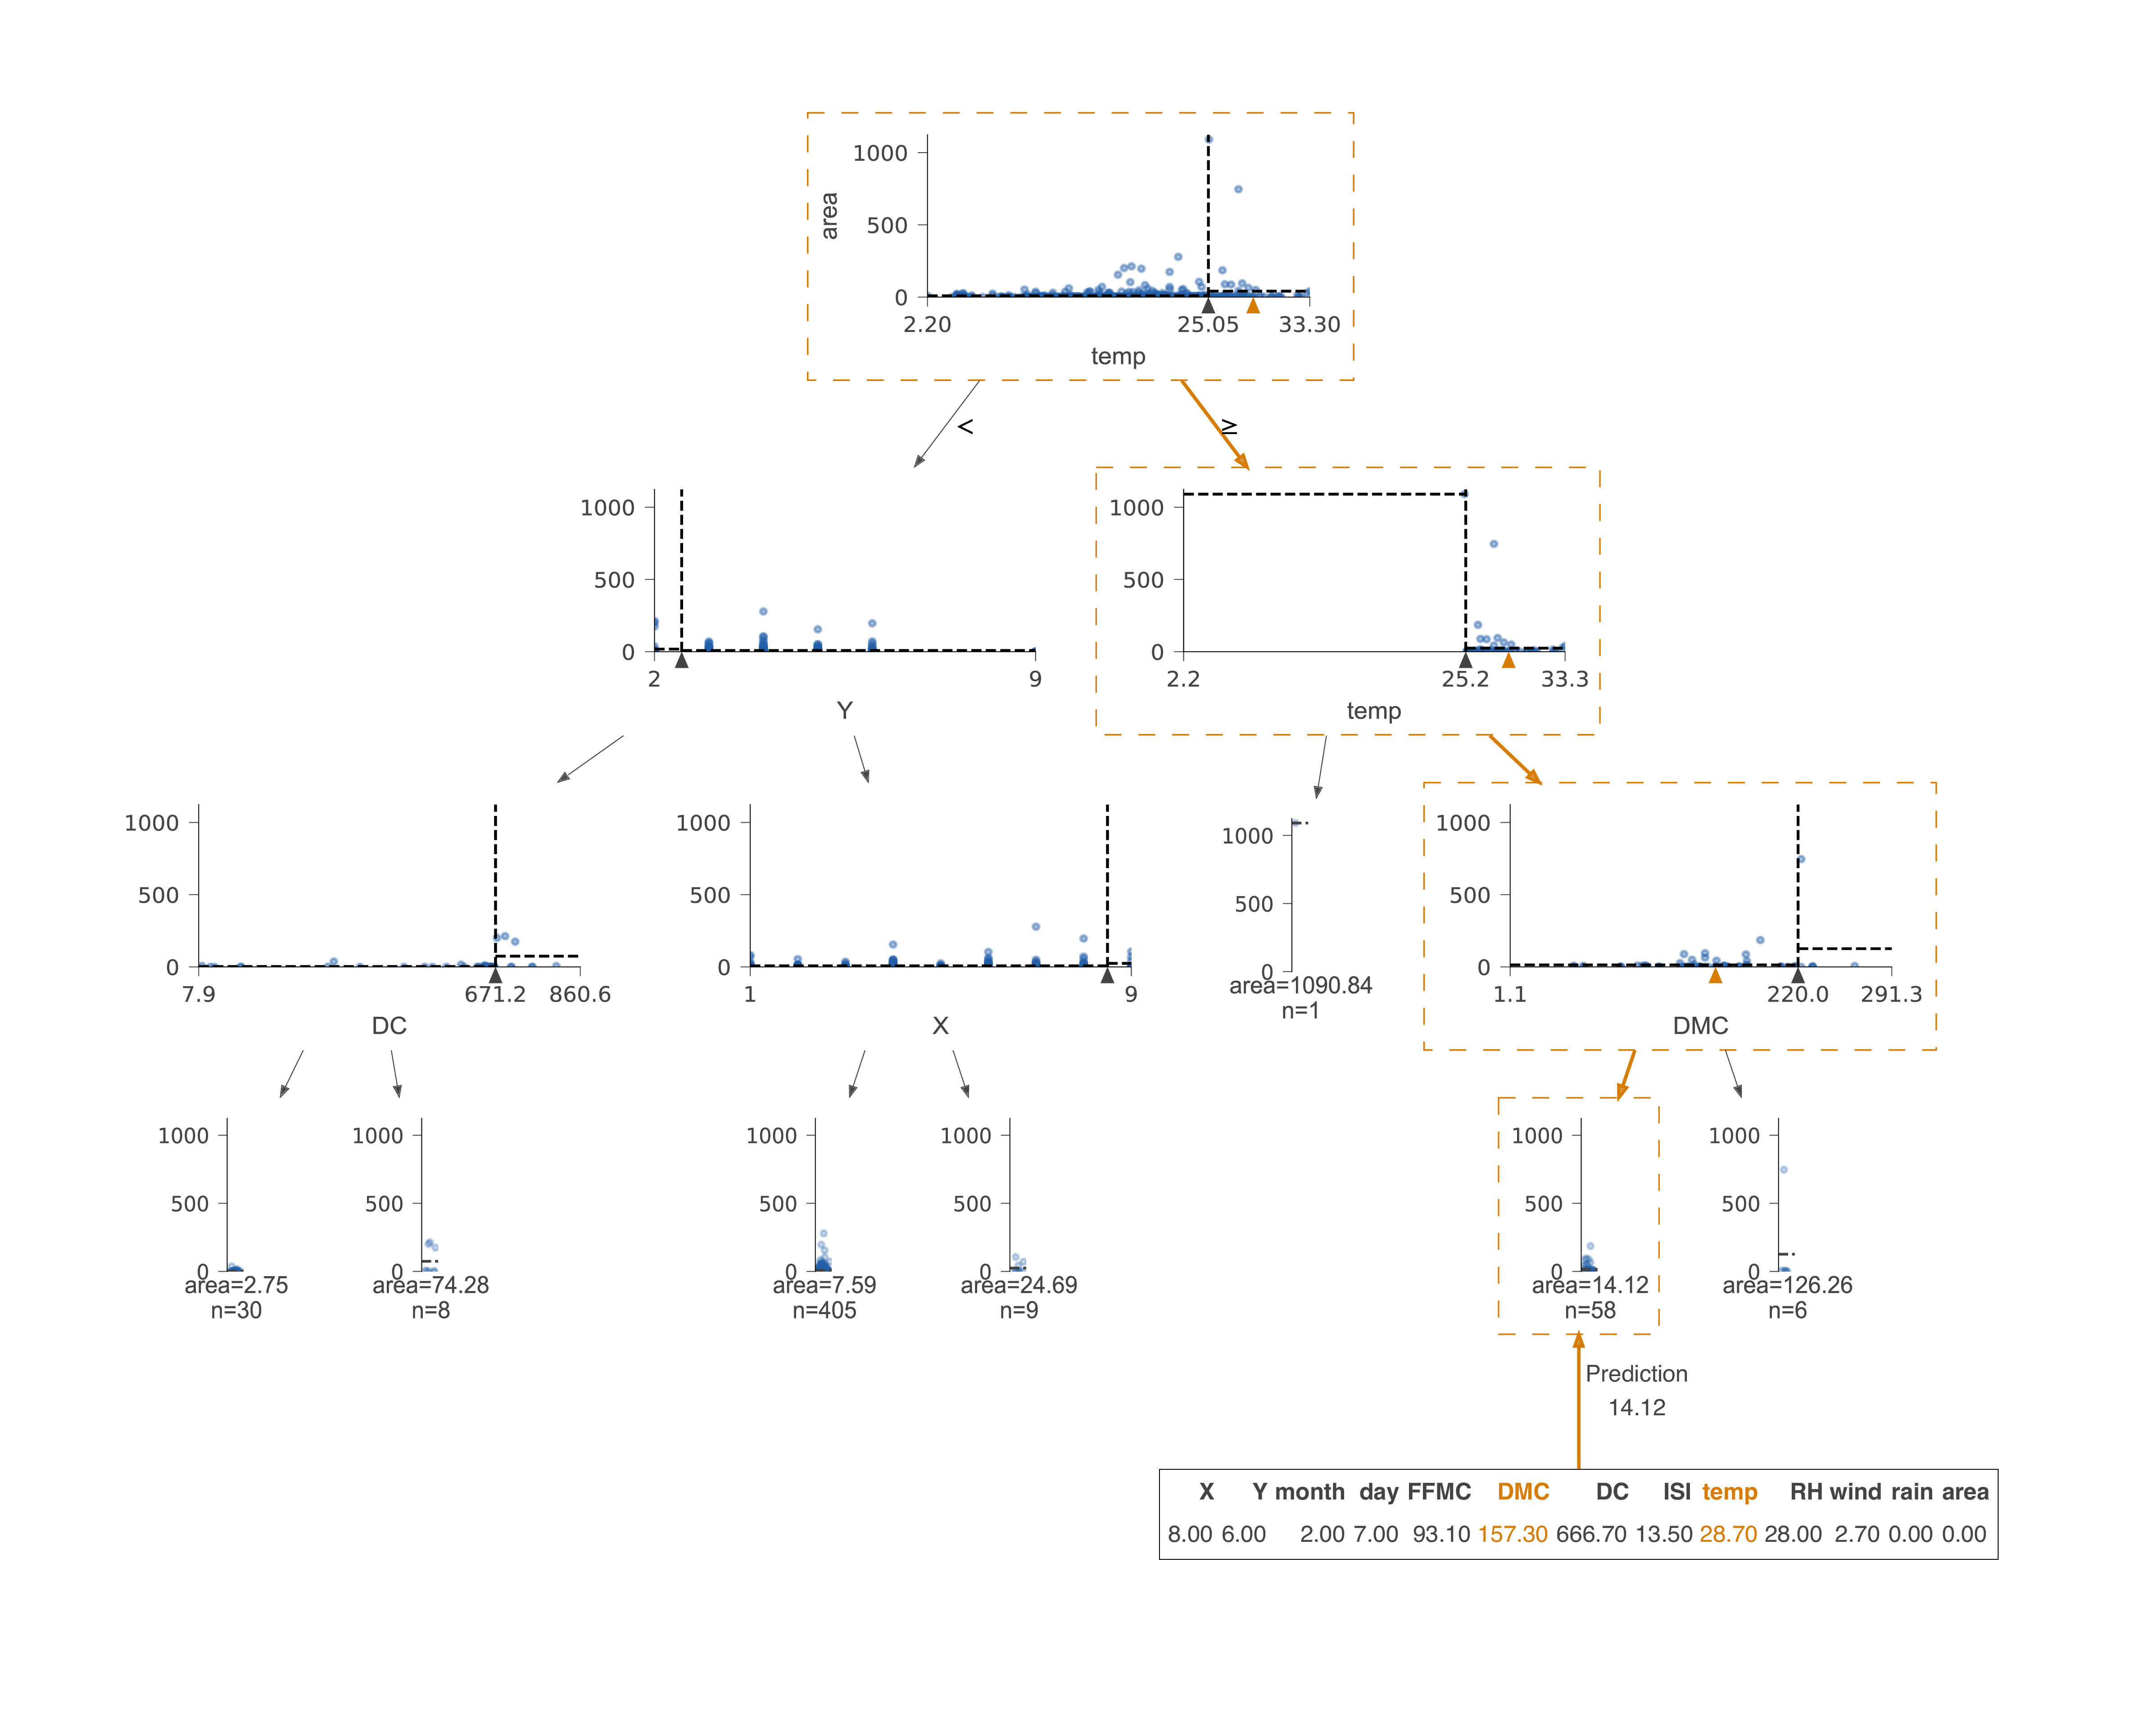 1000
area
500
0
2.20 25.05 33.30
temp
< ≥
1000
500
0
2 9
Y
1000
500
0
2.2 25.2 33.3
temp
1000
500
0
7.9 671.2 860.6
DC
1000
500
0
1 9
X
1000
500
0
area=1090.84
n=1
1000
500
0
1.1 220.0 291.3
DMC
1000
500
0
area=2.75
n=30
1000
500
0
area=74.28
n=8
1000
500
0
area=7.59
n=405
1000
500
0
area=24.69
n=9
1000
500
0
area=14.12
n=58
1000
500
0
area=126.26
n=6
Prediction
14.12
X Y month day FFMC DMC DC ISI temp RH wind rain area
8.00 6.00 2.00 7.00 93.10 157.30 666.70 13.50 28.70 28.00 2.70 0.00 0.00